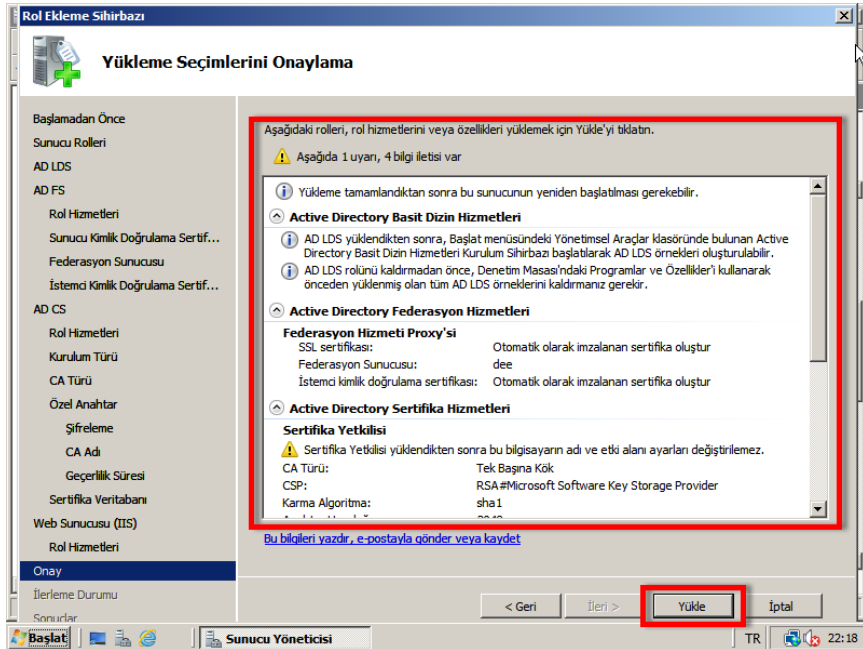 Rol Ekleme Sihirbazı
Yükleme Seçimlerini Onaylama
Başlamadan Önce
Sunucu Rolleri
AD LDS
AD FS
Rol Hizmetleri
Sunucu Kimlik Doğrulama Sertif...
Federasyon Sunucusu
İstemci Kimlik Doğrulama Sertif...
AD CS
Rol Hizmetleri
Kurulum Türü
CA Türü
Özel Anahtar
Şifreleme
CA Adı
Geçerlilik Süresi
Sertifika Veritabanı
Web Sunucusu (IIS)
Rol Hizmetleri
Onay
İlerleme Durumu
Sonuçlar
Aşağıdaki rolleri, rol hizmetlerini veya özellikleri yüklemek için Yükle'yi tıklatın.
Aşağıda 1 uyarı, 4 bilgi iletisi var
Yükleme tamamlandıktan sonra bu sunucunun yeniden başlatılması gerekebilir.
Active Directory Basit Dizin Hizmetleri
AD LDS yüklendikten sonra, Başlat menüsündeki Yönetimsel Araçlar klasöründe bulunan Active
Directory Basit Dizin Hizmetleri Kurulum Sihirbazı başlatılarak AD LDS örnekleri oluşturulabilir.
AD LDS rolünü kaldırmadan önce, Denetim Masası'ndaki Programlar ve Özellikler'i kullanarak
önceden yüklenmiş olan tüm AD LDS örneklerini kaldırmanız gerekir.
Active Directory Federasyon Hizmetleri
Federasyon Hizmeti Proxy'si
SSL sertifikası: Otomatik olarak imzalanan sertifika oluştur
Federasyon Sunucusu: dee
İstemci kimlik doğrulama sertifikası: Otomatik olarak imzalanan sertifika oluştur
Active Directory Sertifika Hizmetleri
Sertifika Yetkilisi
Sertifika Yetkilisi yüklendikten sonra bu bilgisayarın adı ve etki alanı ayarları değiştirilemez.
CA Türü: Tek Başına Kök
CSP: RSA#Microsoft Software Key Storage Provider
Karma Algoritma: sha1
Bu bilgileri yazdır, e-postayla gönder veya kaydet
< Geri İleri > Yükle İptal
Başlat Sunucu Yöneticisi TR 22:18